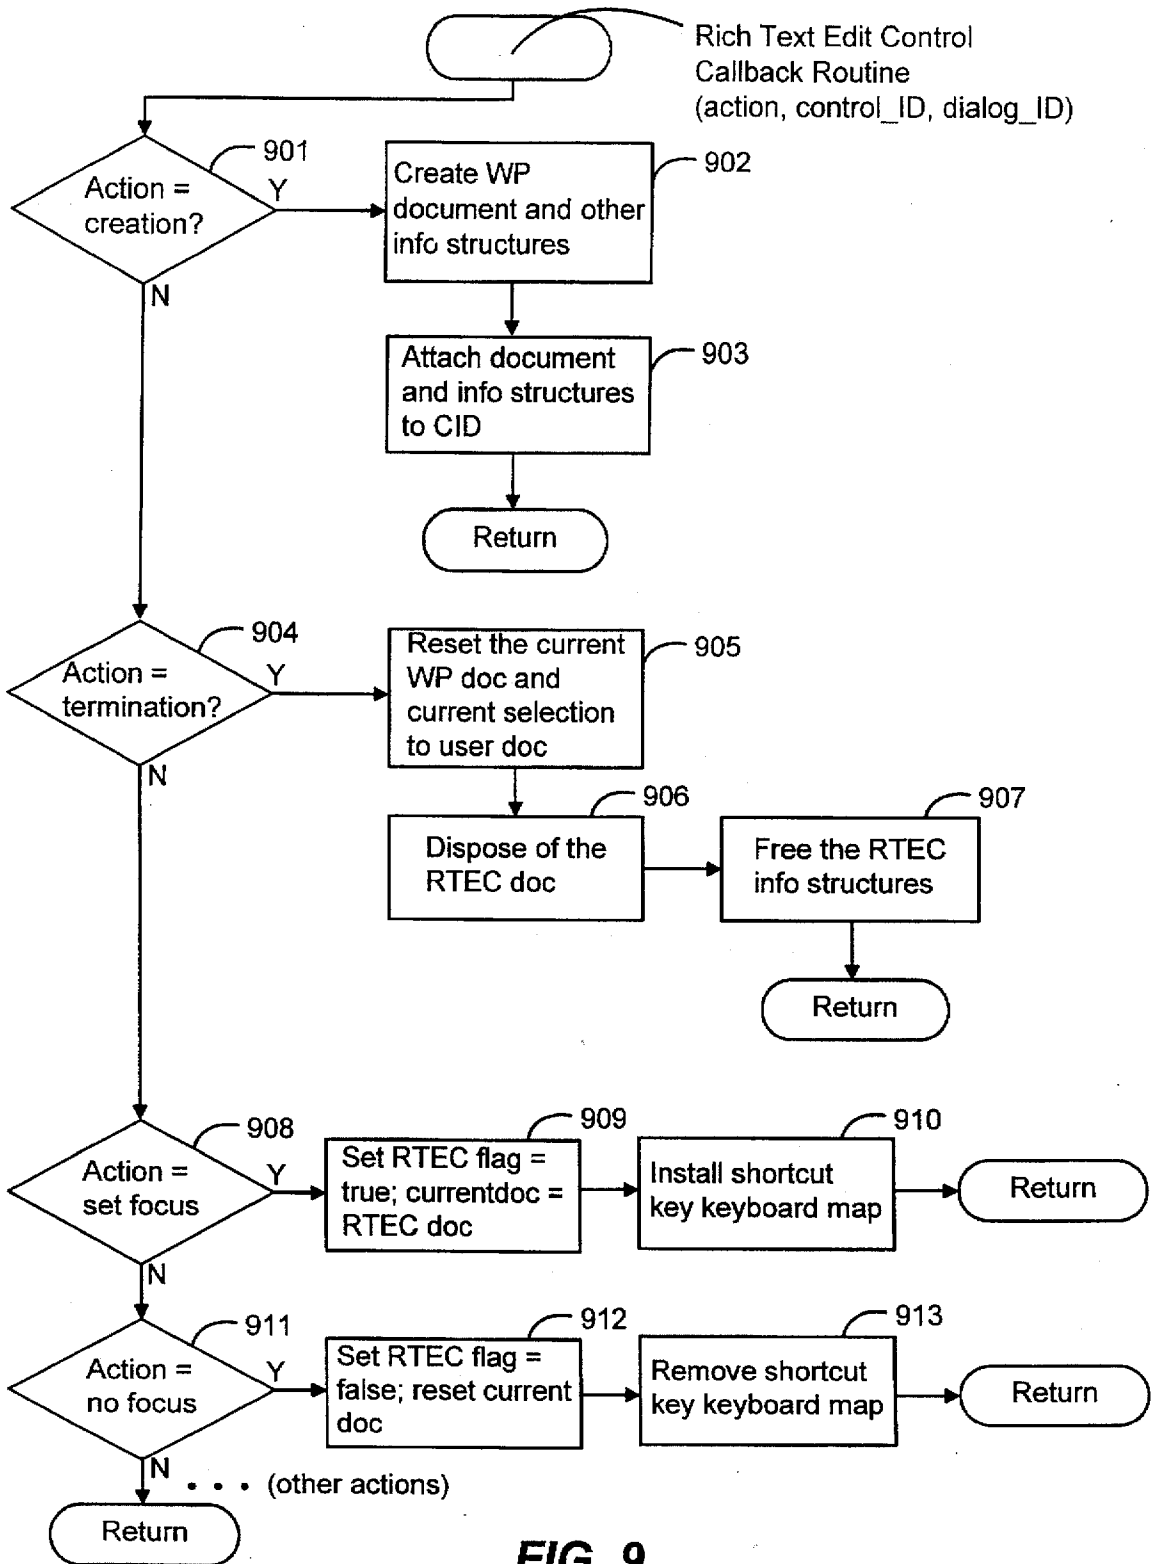 Rich Text Edit Control
Callback Routine
(action, control_ID, dialog_ID)
901
Action =
creation?
Y
N
902
Create WP
document and other
info structures
903
Attach document
and info structures
to CID
Return
904
Action =
termination?
Y
N
905
Reset the current
WP doc and
current selection
to user doc
906
Dispose of the
RTEC doc
907
Free the RTEC
info structures
Return
908
Action =
set focus
Y
N
909
Set RTEC flag =
true; currentdoc =
RTEC doc
910
Install shortcut
key keyboard map
Return
911
Action =
no focus
Y
N
912
Set RTEC flag =
false; reset current
doc
913
Remove shortcut
key keyboard map
Return
• • • (other actions)
Return
FIG. 9